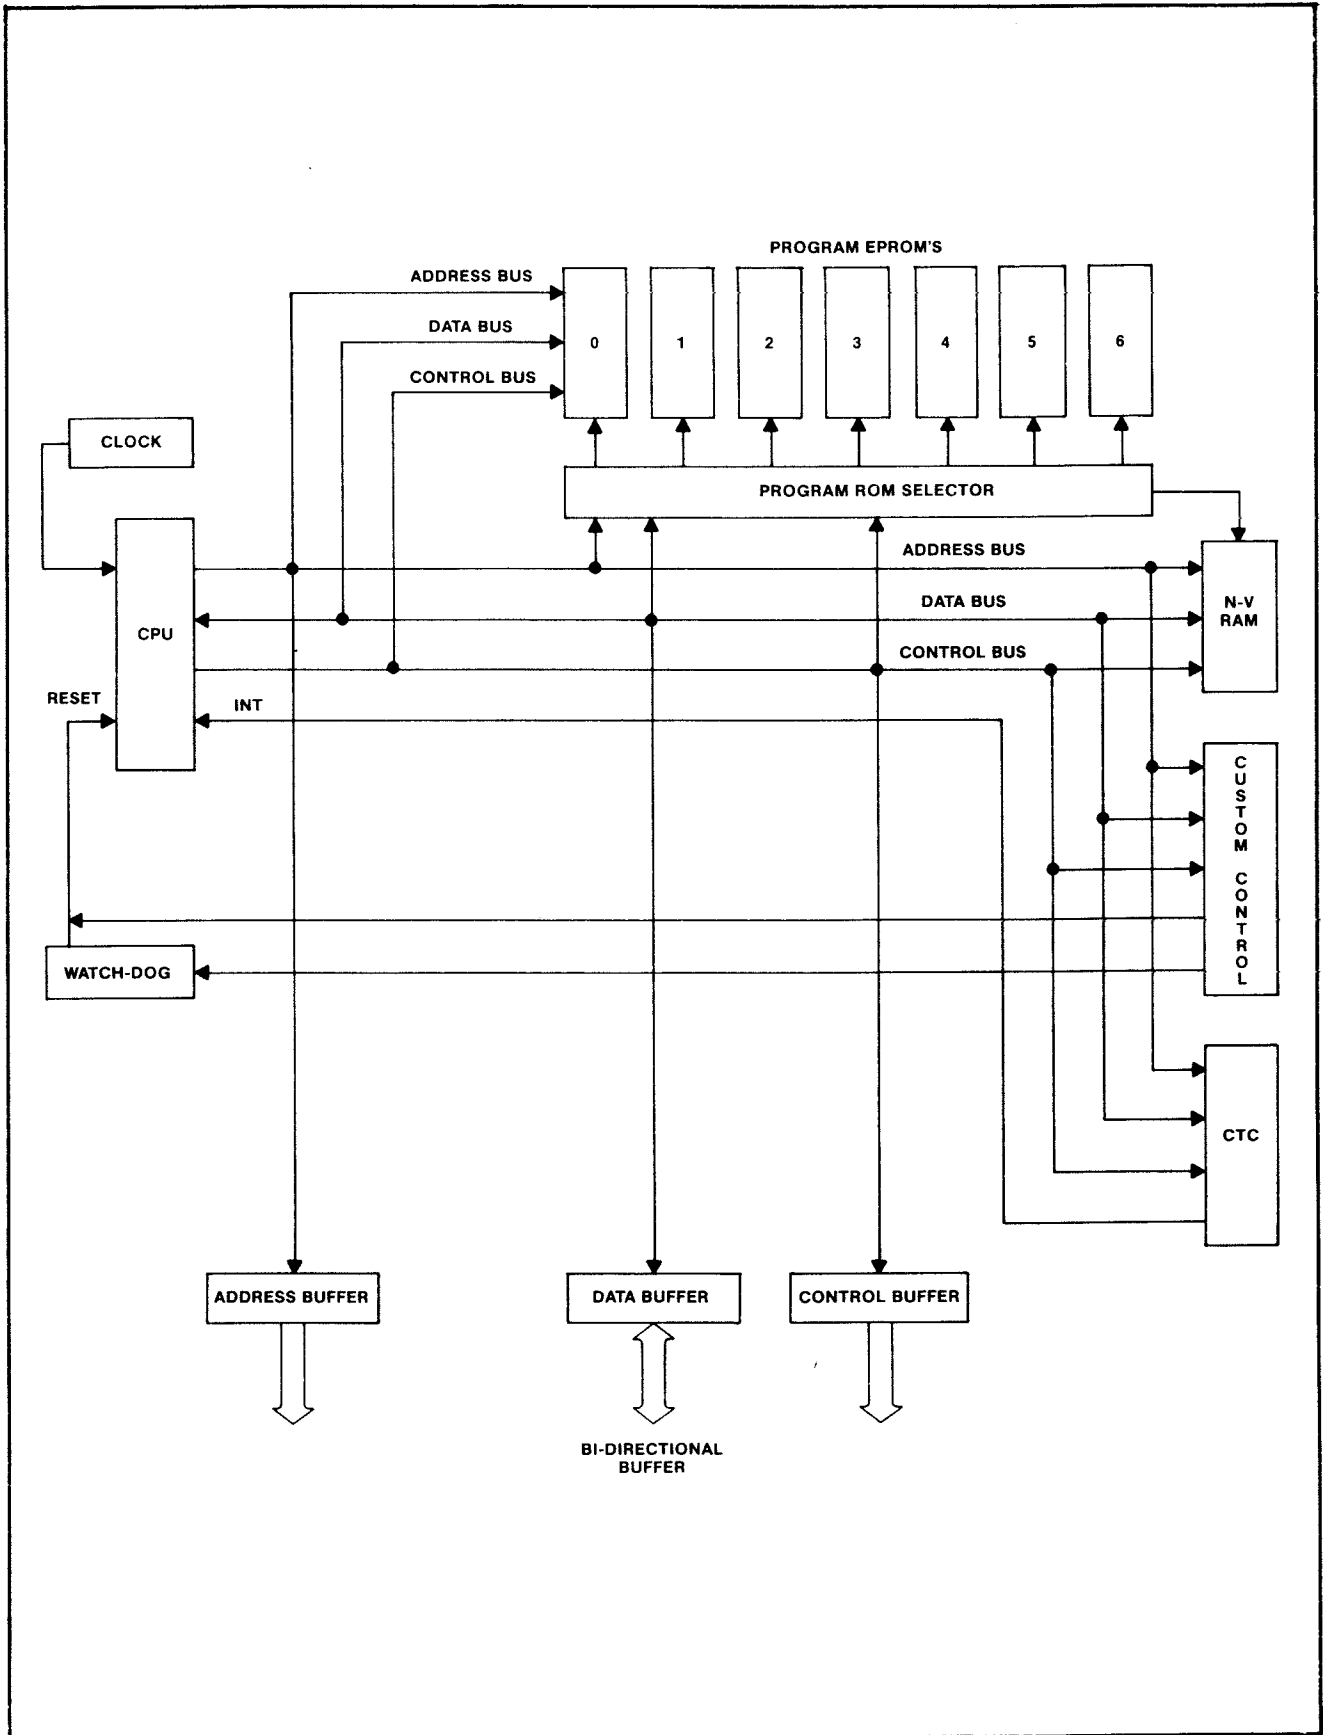 PROGRAM EPROM'S
ADDRESS BUS
DATA BUS
CONTROL BUS
0
1
2
3
4
5
6
CLOCK
PROGRAM ROM SELECTOR
ADDRESS BUS
DATA BUS
CONTROL BUS
N-V
RAM
CPU
RESET
INT
CUSTOM CONTROL
WATCH-DOG
CTC
ADDRESS BUFFER
DATA BUFFER
CONTROL BUFFER
BI-DIRECTIONAL
BUFFER